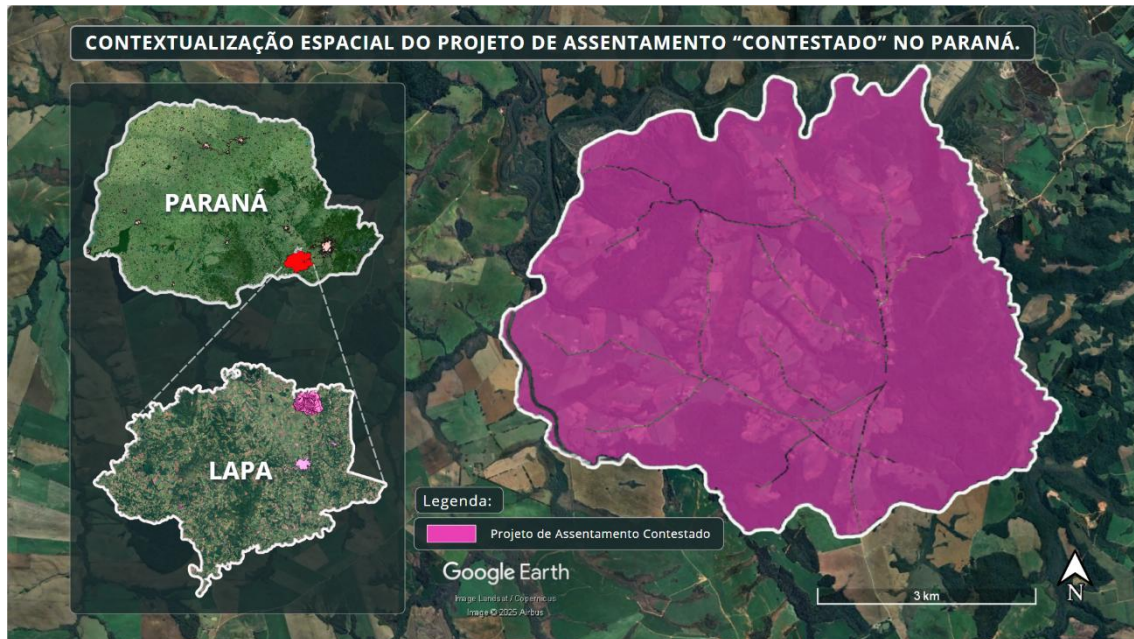 CONTEXTUALIZAÇÃO ESPACIAL DO PROJETO DE ASSENTAMENTO “CONTESTADO” NO PARANÁ.
PARANÁ
LAPA
Legenda:
Projeto de Assentamento Contestado
Google Earth
Image Landsat / Copernicus
Image © 2025 Airbus
3 km
N